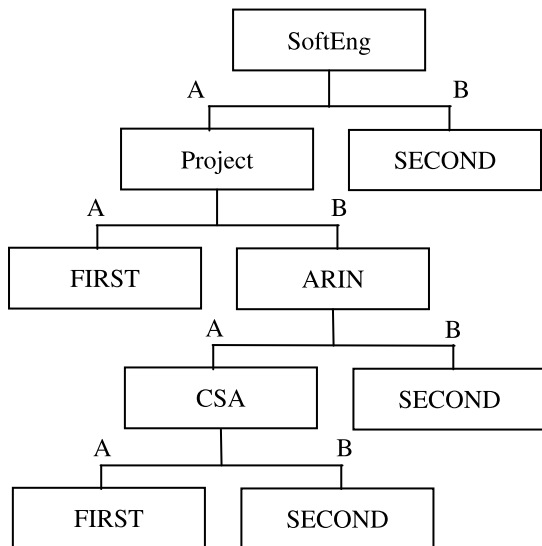 SoftEng
A B
Project SECOND
A B
FIRST ARIN
A B
CSA SECOND
A B
FIRST SECOND